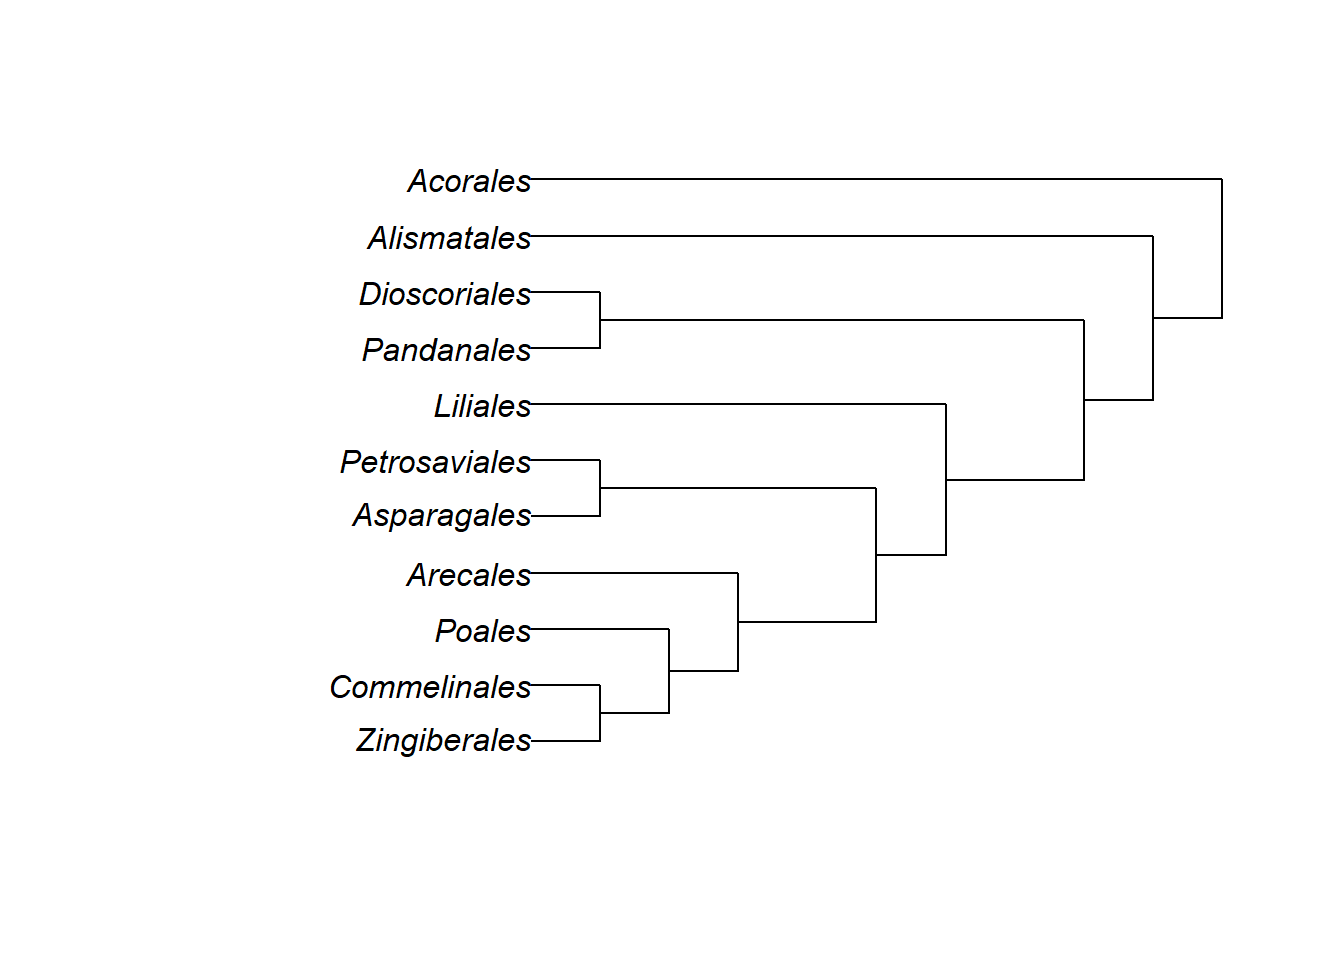 Acorales
Alismatales
Dioscoriales
Pandanales
Liliales
Petrosaviales
Asparagales
Arecales
Poales
Commelinales
Zingiberales